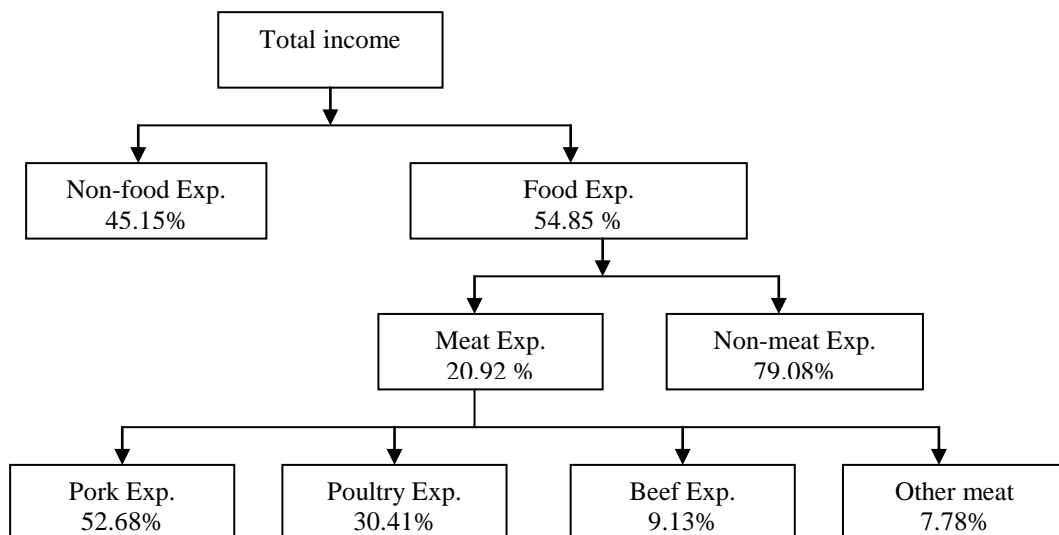 Total income
Non-food Exp.
45.15%
Food Exp.
54.85 %
Meat Exp.
20.92 %
Non-meat Exp.
79.08%
Pork Exp.
52.68%
Poultry Exp.
30.41%
Beef Exp.
9.13%
Other meat
7.78%